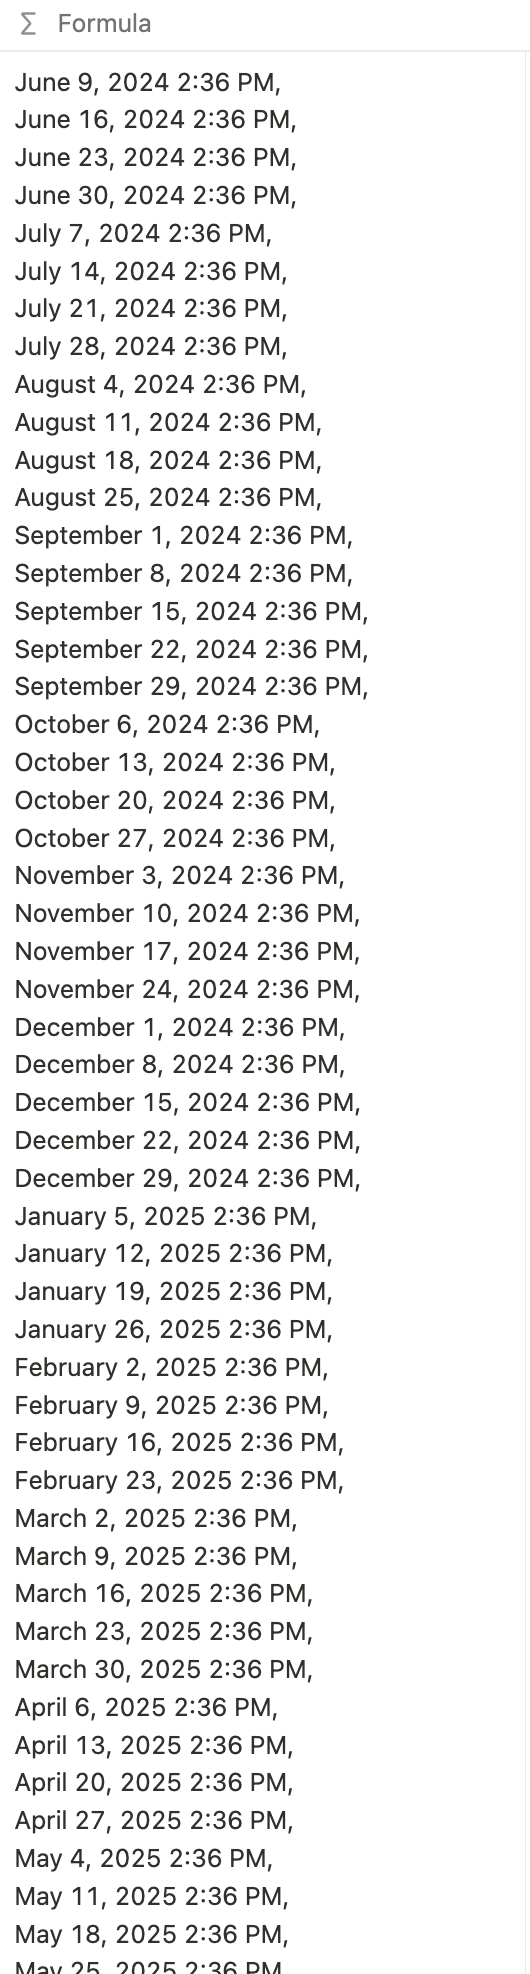 Σ Formula
June 9, 2024 2:36 PM,
June 16, 2024 2:36 PM,
June 23, 2024 2:36 PM,
June 30, 2024 2:36 PM,
July 7, 2024 2:36 PM,
July 14, 2024 2:36 PM,
July 21, 2024 2:36 PM,
July 28, 2024 2:36 PM,
August 4, 2024 2:36 PM,
August 11, 2024 2:36 PM,
August 18, 2024 2:36 PM,
August 25, 2024 2:36 PM,
September 1, 2024 2:36 PM,
September 8, 2024 2:36 PM,
September 15, 2024 2:36 PM,
September 22, 2024 2:36 PM,
September 29, 2024 2:36 PM,
October 6, 2024 2:36 PM,
October 13, 2024 2:36 PM,
October 20, 2024 2:36 PM,
October 27, 2024 2:36 PM,
November 3, 2024 2:36 PM,
November 10, 2024 2:36 PM,
November 17, 2024 2:36 PM,
November 24, 2024 2:36 PM,
December 1, 2024 2:36 PM,
December 8, 2024 2:36 PM,
December 15, 2024 2:36 PM,
December 22, 2024 2:36 PM,
December 29, 2024 2:36 PM,
January 5, 2025 2:36 PM,
January 12, 2025 2:36 PM,
January 19, 2025 2:36 PM,
January 26, 2025 2:36 PM,
February 2, 2025 2:36 PM,
February 9, 2025 2:36 PM,
February 16, 2025 2:36 PM,
February 23, 2025 2:36 PM,
March 2, 2025 2:36 PM,
March 9, 2025 2:36 PM,
March 16, 2025 2:36 PM,
March 23, 2025 2:36 PM,
March 30, 2025 2:36 PM,
April 6, 2025 2:36 PM,
April 13, 2025 2:36 PM,
April 20, 2025 2:36 PM,
April 27, 2025 2:36 PM,
May 4, 2025 2:36 PM,
May 11, 2025 2:36 PM,
May 18, 2025 2:36 PM,
May 25, 2025 2:36 PM